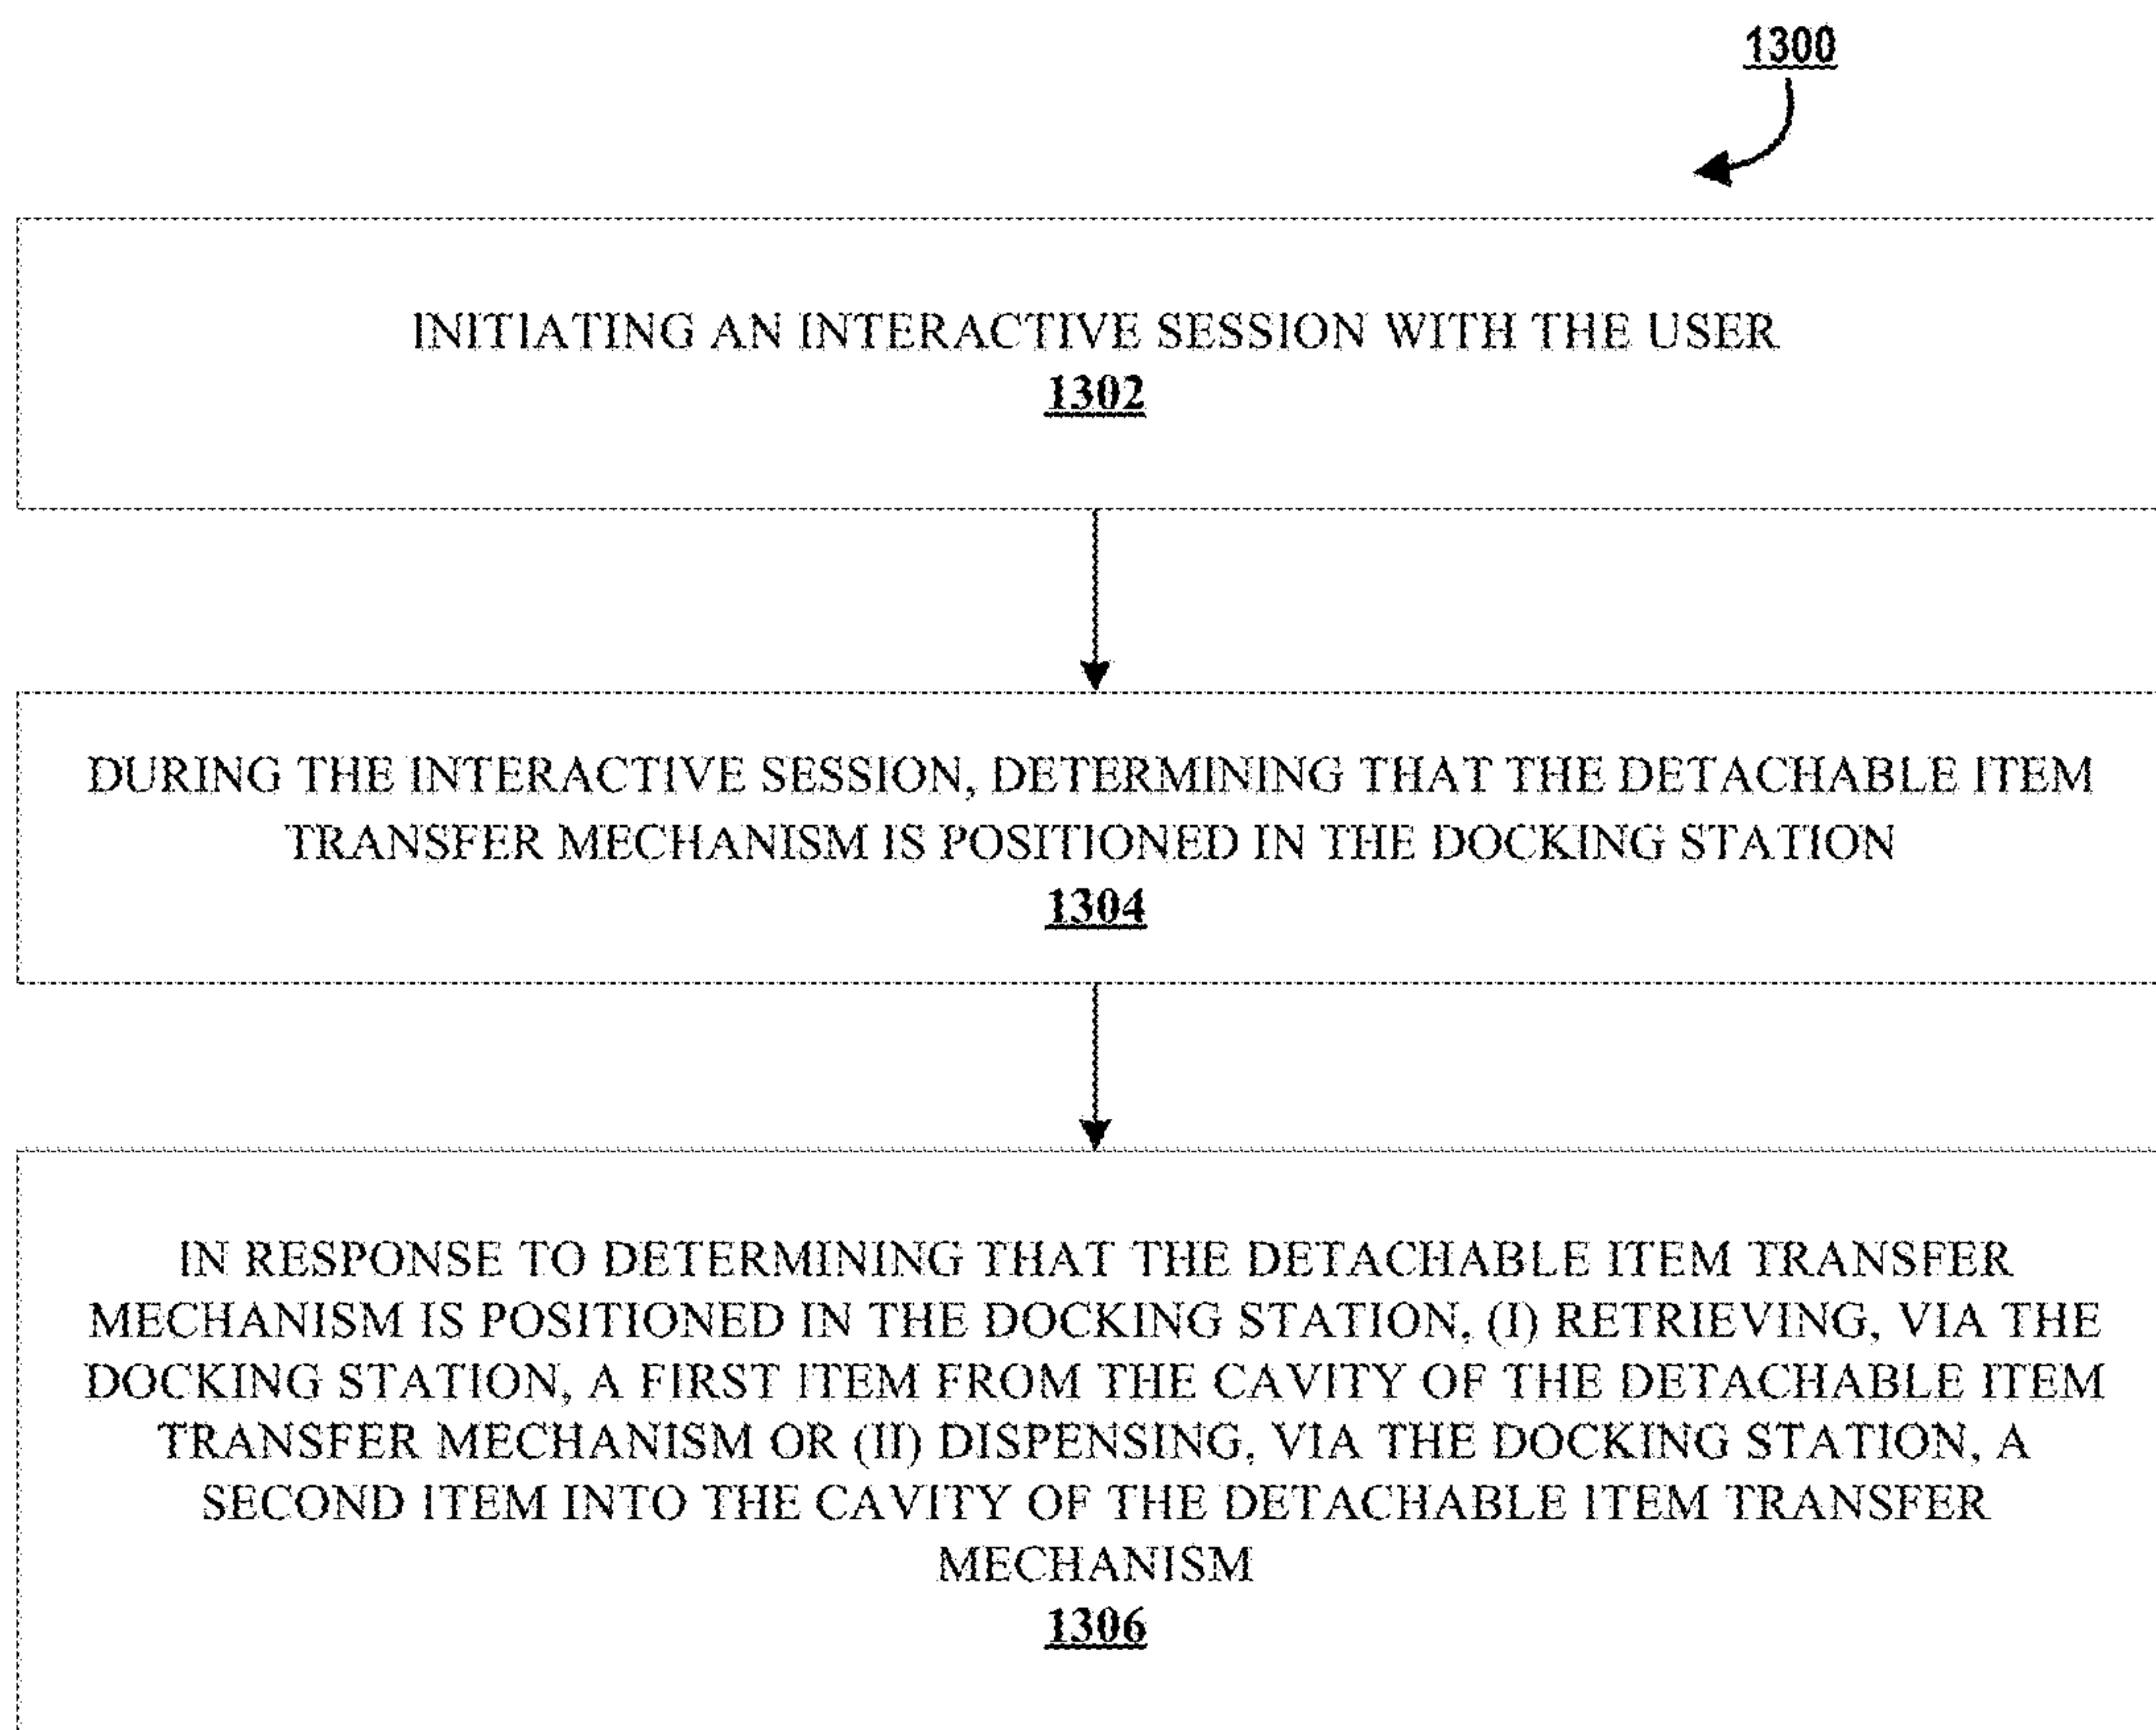 1300
INITIATING AN INTERACTIVE SESSION WITH THE USER
1302
DURING THE INTERACTIVE SESSION, DETERMINING THAT THE DETACHABLE ITEM
TRANSFER MECHANISM IS POSITIONED IN THE DOCKING STATION
1304
IN RESPONSE TO DETERMINING THAT THE DETACHABLE ITEM TRANSFER
MECHANISM IS POSITIONED IN THE DOCKING STATION, (I) RETRIEVING, VIA THE
DOCKING STATION, A FIRST ITEM FROM THE CAVITY OF THE DETACHABLE ITEM
TRANSFER MECHANISM OR (II) DISPENSING, VIA THE DOCKING STATION, A
SECOND ITEM INTO THE CAVITY OF THE DETACHABLE ITEM TRANSFER
MECHANISM
1306